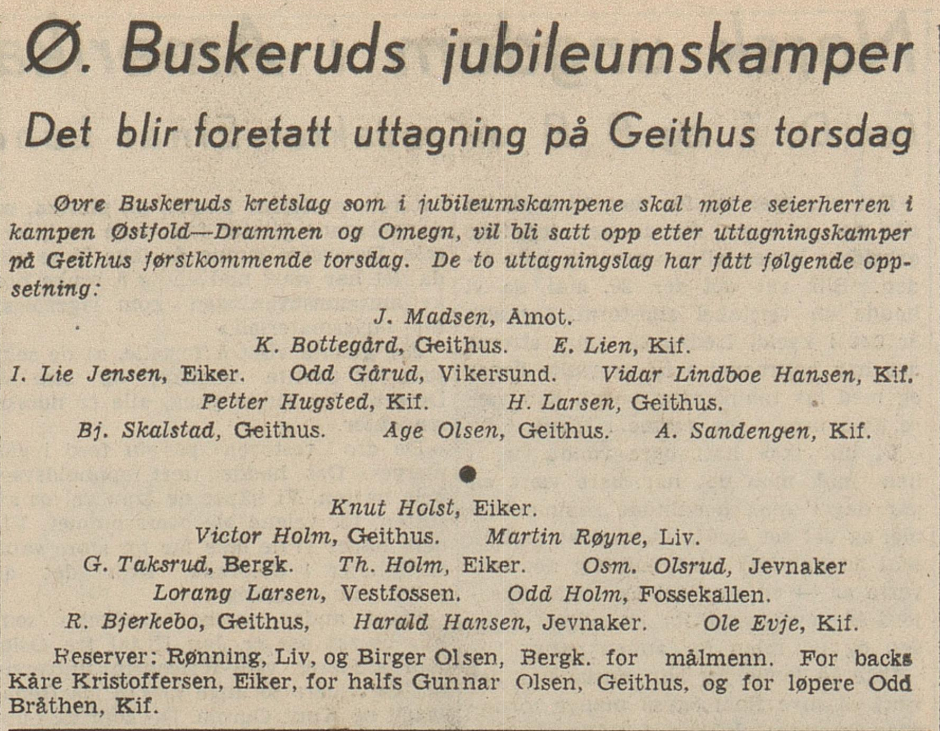 Ø. Buskeruds jubileumskamper
Det blir foretatt uttagning på Geithus torsdag
Øvre Buskeruds kretslag som i jubileumskampene skal møte seierherren i
kampen Østfold—Drammen og Omegn, vil bli satt opp etter uttagningskamper
på Geithus førstkommende torsdag. De to uttagningslag har fått følgende opp-
setning:
J. Madsen, Åmot.
K. Bottegård, Geithus. E. Lien, Kif.
I. Lie Jensen, Eiker. Odd Gårud, Vikersund. Vidar Lindboe Hansen, Kif.
Petter Hugsted, Kif. H. Larsen, Geithus.
Bj. Skalstad, Geithus. Åge Olsen, Geithus. A. Sandengen, Kif.
●
Knut Holst, Eiker.
Victor Holm, Geithus. Martin Røyne, Liv.
G. Taksrud, Bergk. Th. Holm, Eiker. Osm. Olsrud, Jevnaker
Lorang Larsen, Vestfossen. Odd Holm, Fossekallen.
R. Bjerkebo, Geithus, Harald Hansen, Jevnaker. Ole Evje, Kif.
Reserver: Rønning, Liv, og Birger Olsen, Bergk. for målmenn. For backs
Kåre Kristoffersen, Eiker, for halfs Gunnar Olsen, Geithus, og for løpere Odd
Bråthen, Kif.